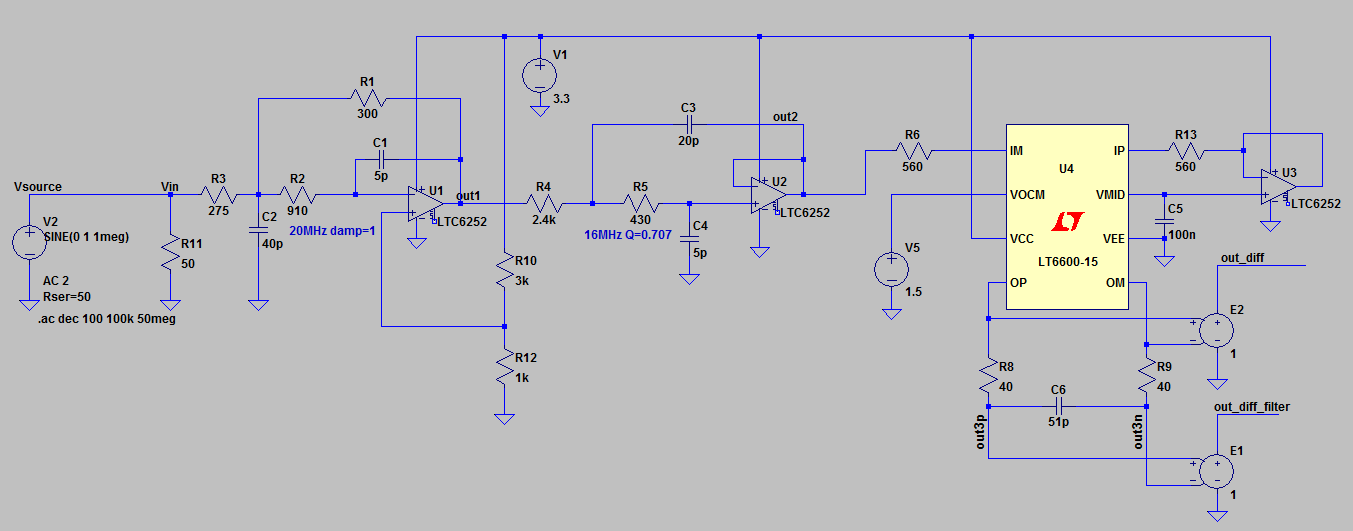 V1
3.3
R1
300
C1
5p
Vsource
Vin
V2
SINE(0 1 1meg)
AC 2
Rser=50
.ac dec 100 100k 50meg
R11
50
R3
275
C2
40p
R2
910
20MHz damp=1
U1
LTC6252
out1
R10
3k
R12
1k
R4
2.4k
R5
430
16MHz Q=0.707
C3
20p
out2
C4
5p
U2
LTC6252
R6
560
V5
1.5
IM
IP
U4
VOCM
VMID
VCC
VEE
LT6600-15
OP
OM
R13
560
C5
100n
U3
LTC6252
R8
40
R9
40
C6
51p
out3p
out3n
out_diff
E2
1
out_diff_filter
E1
1